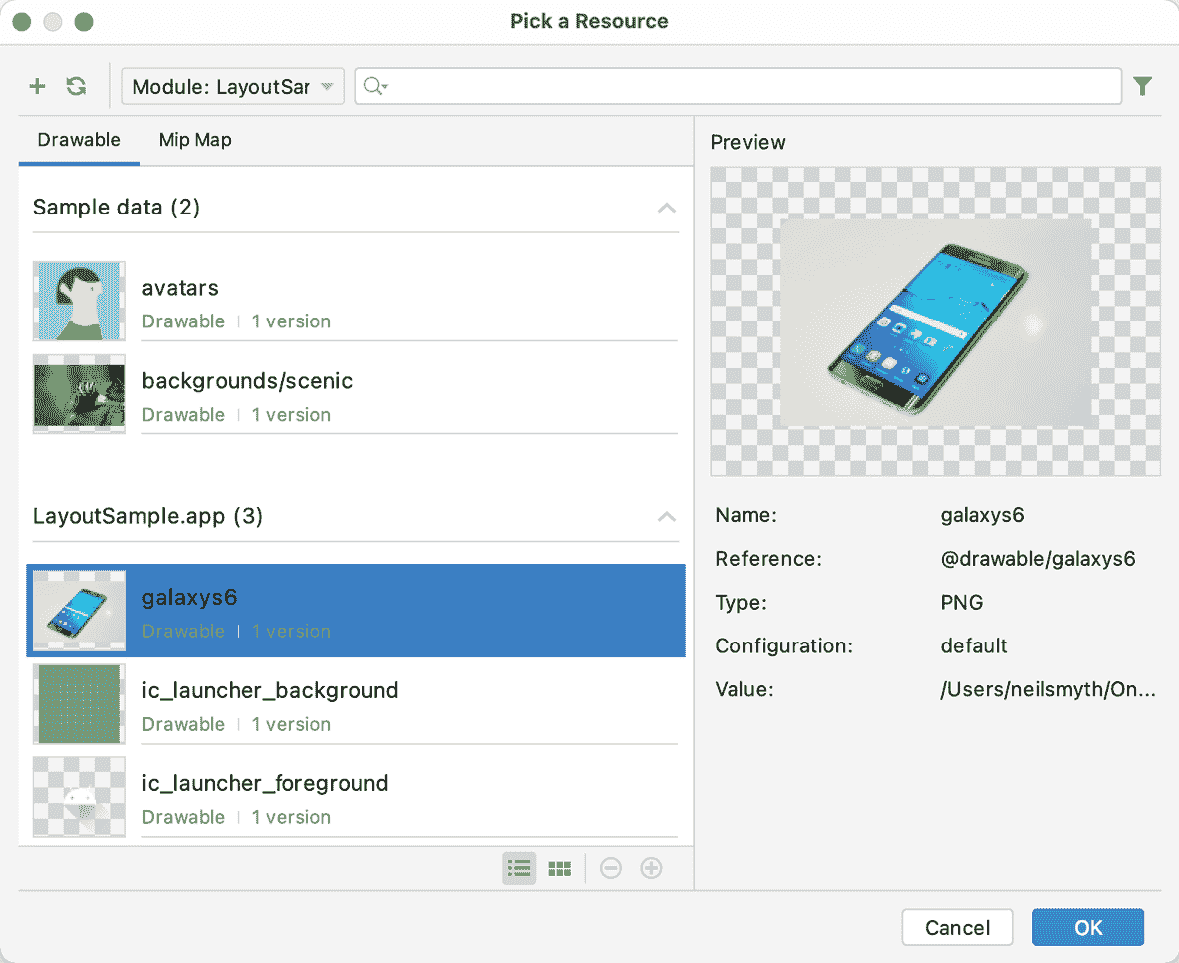 Pick a Resource
Module: LayoutSar
Drawable Mip Map
Sample data (2)
avatars
Drawable | 1 version
backgrounds/scenic
Drawable | 1 version
LayoutSample.app (3)
galaxys6
Drawable | 1 version
ic_launcher_background
Drawable | 1 version
ic_launcher_foreground
Drawable | 1 version
Preview
Name: galaxys6
Reference: @drawable/galaxys6
Type: PNG
Configuration: default
Value: /Users/neilsmyth/On...
Cancel OK